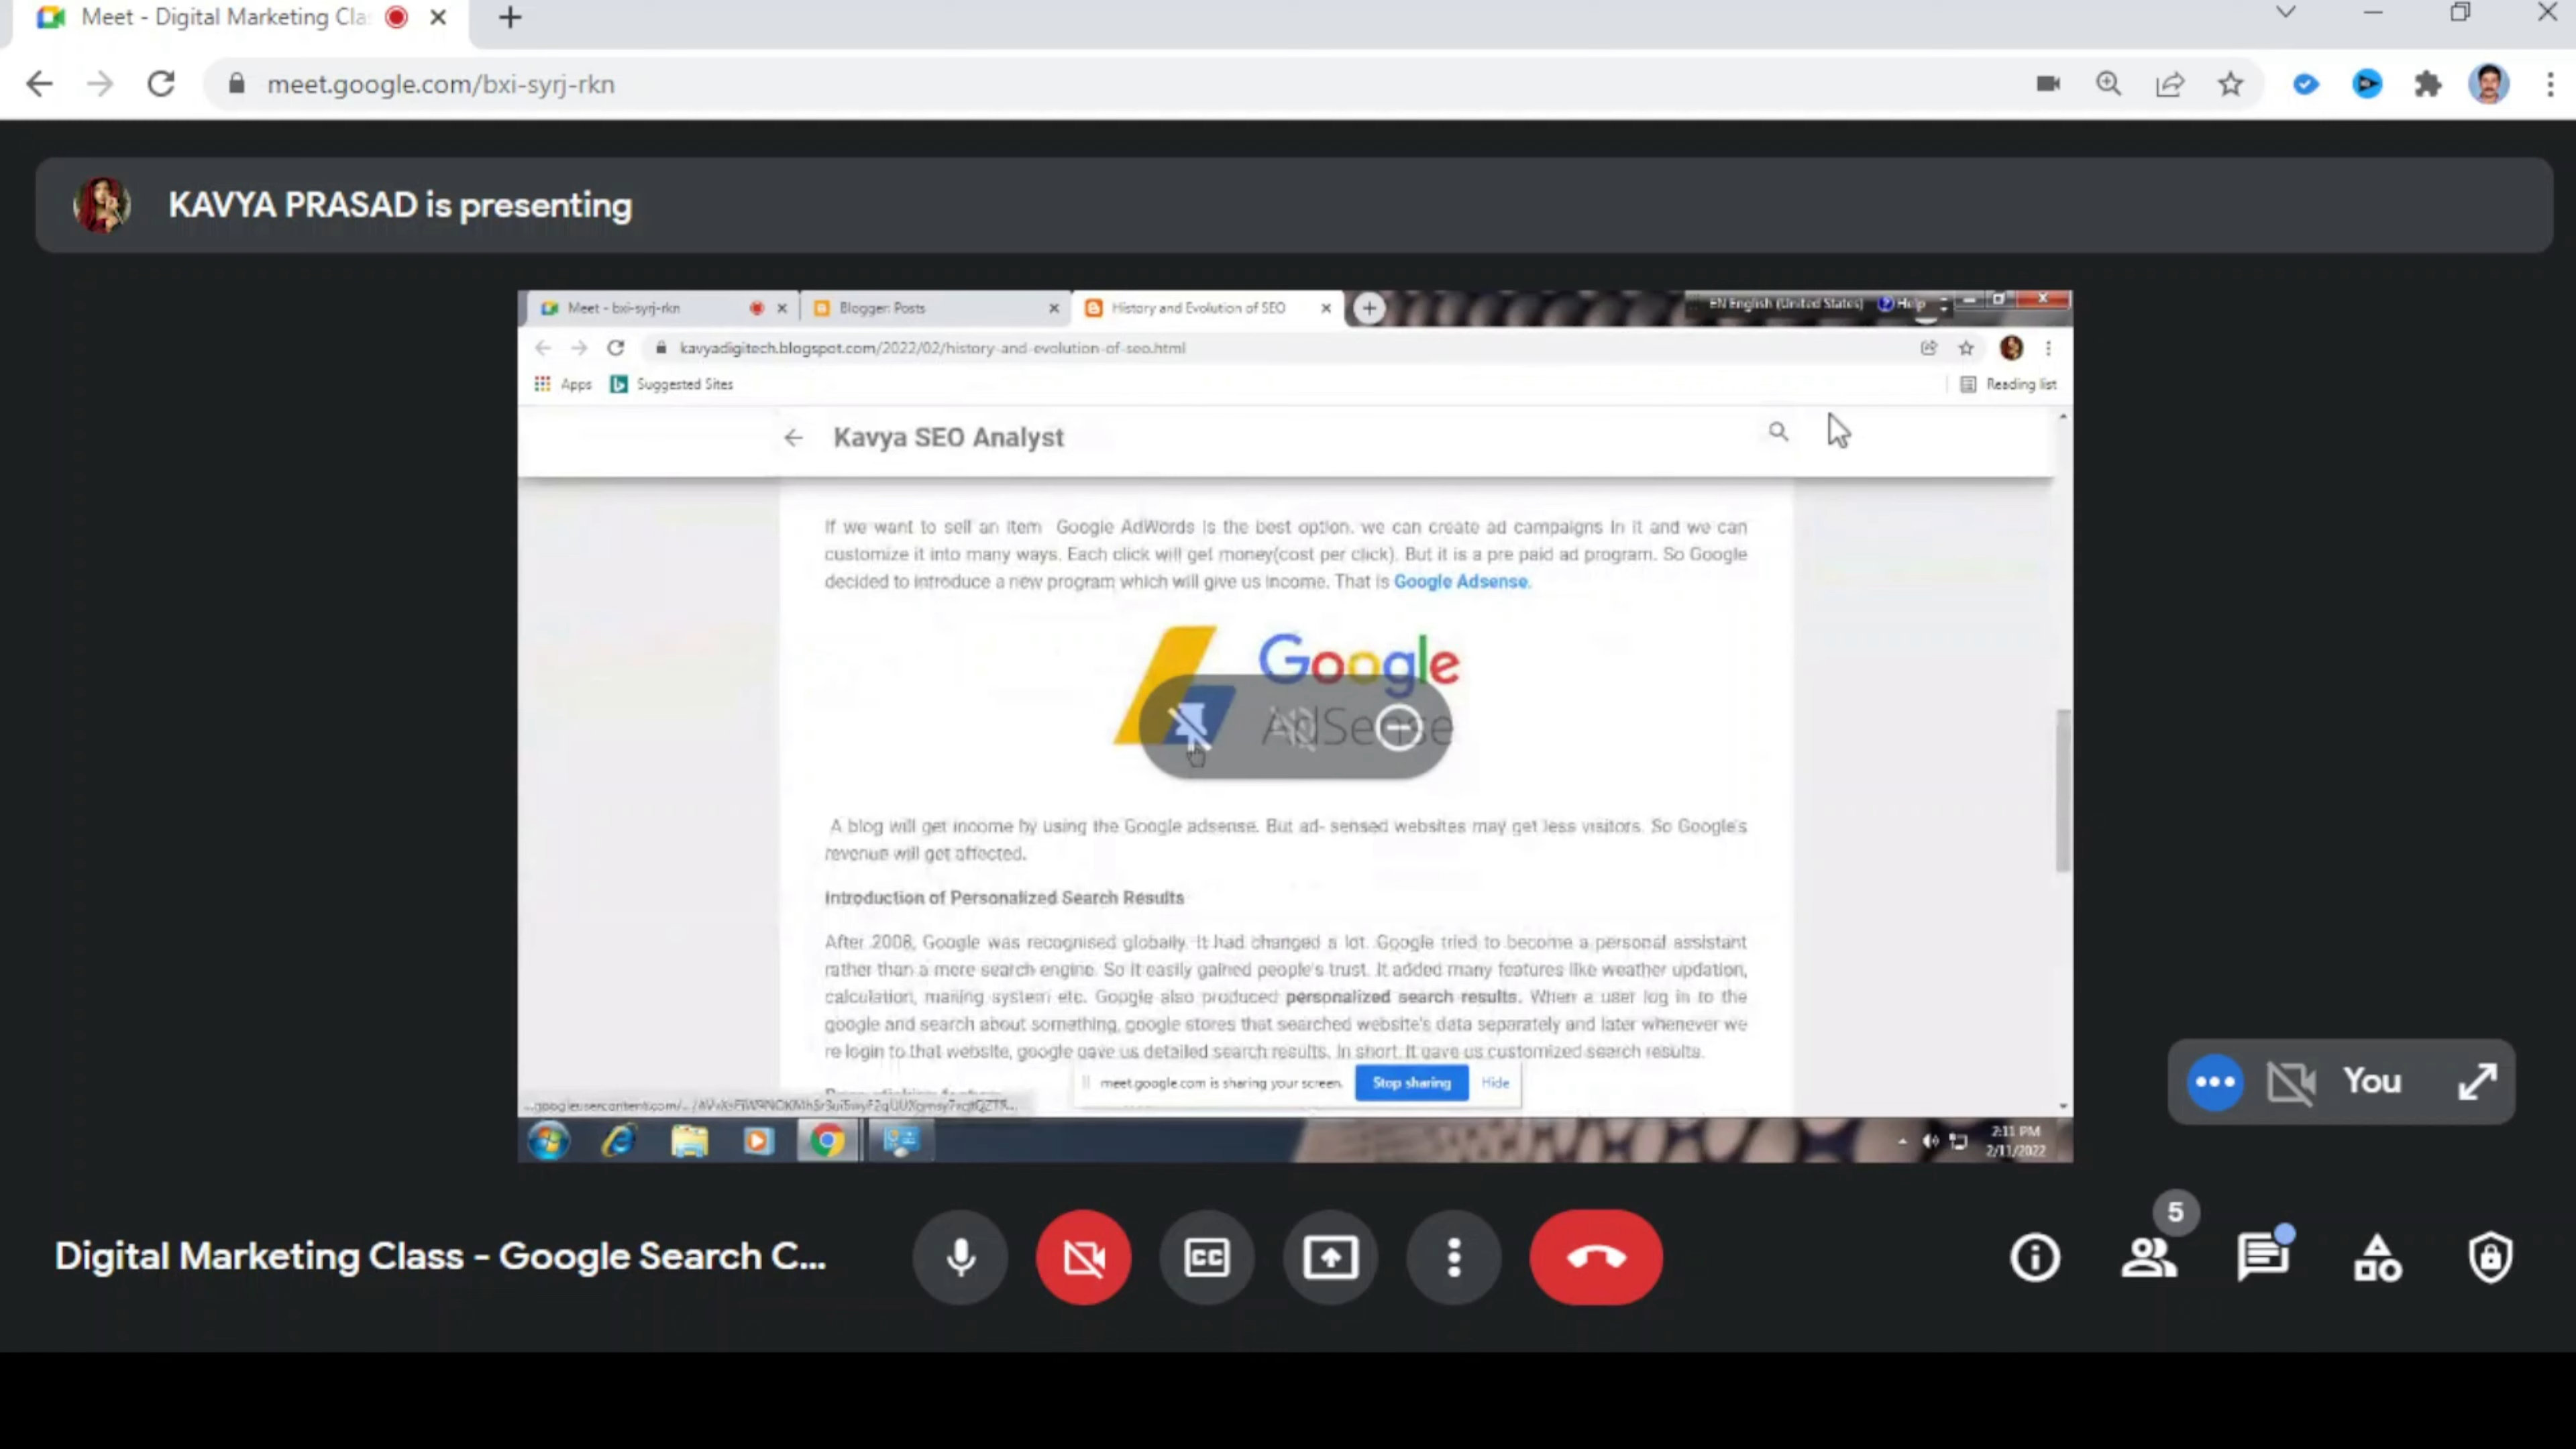 Meet - Digital Marketing Cla
meet.google.com/bxi-syrj-rkn
KAVYA PRASAD is presenting
Meet - bxi-syrj-rkn
Blogger: Posts
History and Evolution of SEO
EN English (United States)
Help
kavyadigitech.blogspot.com/2022/02/history-and-evolution-of-seo.html
Apps
Suggested Sites
Reading list
Kavya SEO Analyst
If we want to sell an item Google AdWords is the best option. we can create ad campaigns in it and we can
customize it into many ways. Each click will get money(cost per click). But it is a pre paid ad program. So Google
decided to introduce a new program which will give us income. That is Google Adsense.
Google
AdSense
A blog will get income by using the Google adsense. But ad- sensed websites may get less visitors. So Google's
revenue will get affected.
Introduction of Personalized Search Results
After 2008, Google was recognised globally. It had changed a lot. Google tried to become a personal assistant
rather than a mere search engine. So it easily gained people's trust. It added many features like weather updation,
calculation, mailing system etc. Google also produced personalized search results. When a user log in to the
google and search about something, google stores that searched website's data separately and later whenever we
re login to that website, google gave us detailed search results. In short. It gave us customized search results.
meet.google.com is sharing your screen.
Stop sharing
Hide
2:11 PM
2/11/2022
You
5
Digital Marketing Class - Google Search C...
CC